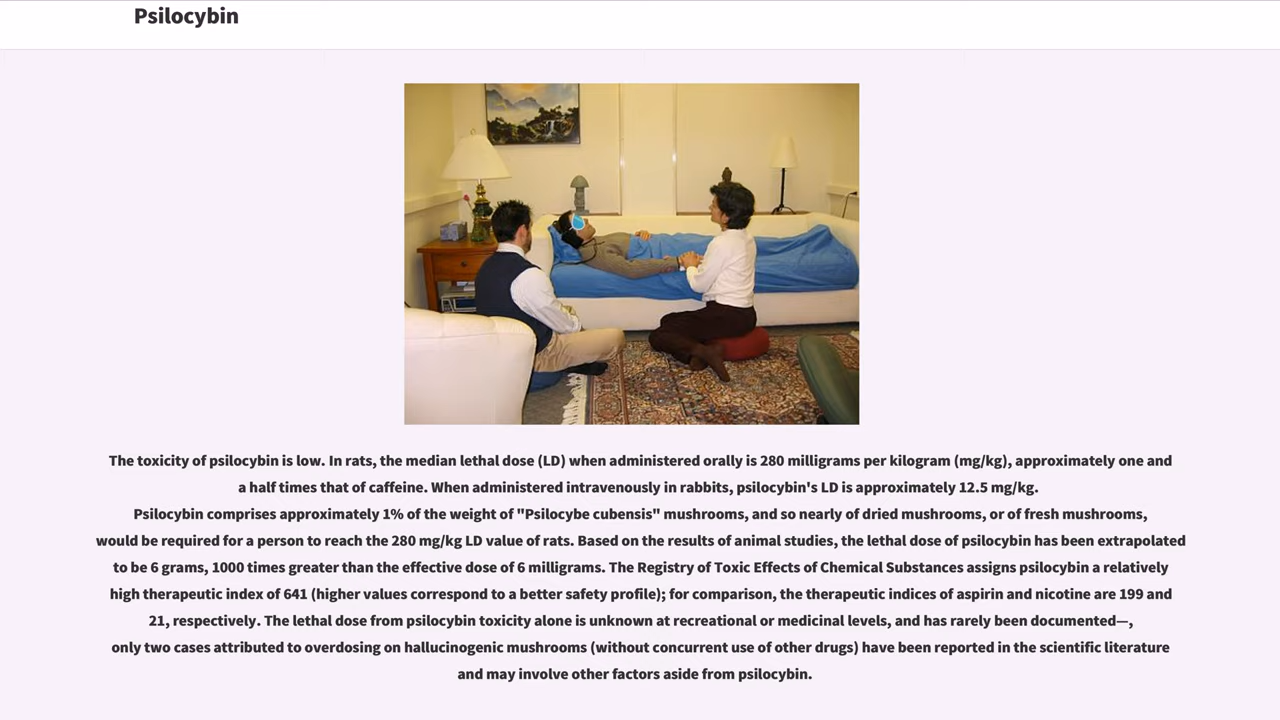 Psilocybin
The toxicity of psilocybin is low. In rats, the median lethal dose (LD) when administered orally is 280 milligrams per kilogram (mg/kg), approximately one and
a half times that of caffeine. When administered intravenously in rabbits, psilocybin's LD is approximately 12.5 mg/kg.
Psilocybin comprises approximately 1% of the weight of "Psilocybe cubensis" mushrooms, and so nearly of dried mushrooms, or of fresh mushrooms,
would be required for a person to reach the 280 mg/kg LD value of rats. Based on the results of animal studies, the lethal dose of psilocybin has been extrapolated
to be 6 grams, 1000 times greater than the effective dose of 6 milligrams. The Registry of Toxic Effects of Chemical Substances assigns psilocybin a relatively
high therapeutic index of 641 (higher values correspond to a better safety profile); for comparison, the therapeutic indices of aspirin and nicotine are 199 and
21, respectively. The lethal dose from psilocybin toxicity alone is unknown at recreational or medicinal levels, and has rarely been documented—,
only two cases attributed to overdosing on hallucinogenic mushrooms (without concurrent use of other drugs) have been reported in the scientific literature
and may involve other factors aside from psilocybin.